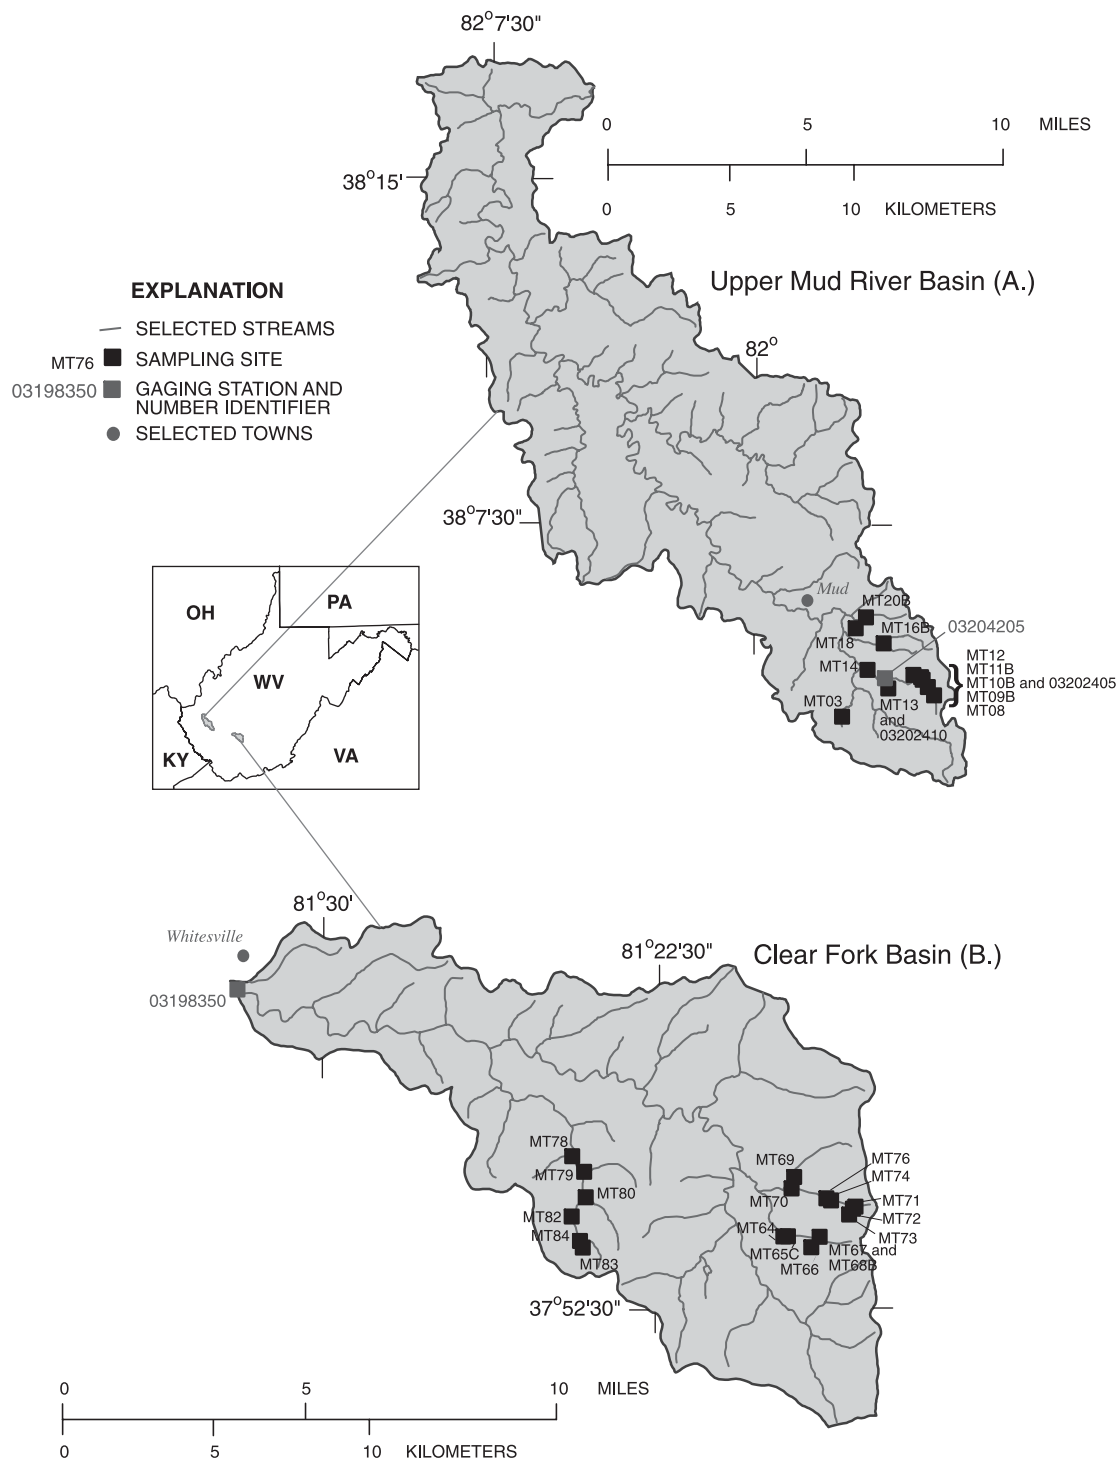 82°7'30"
0 5 10 MILES
38°15'
0 5 10 KILOMETERS
Upper Mud River Basin (A.)
EXPLANATION
SELECTED STREAMS
MT76 SAMPLING SITE
03198350 GAGING STATION AND
NUMBER IDENTIFIER
SELECTED TOWNS
82°
38°7'30"
Mud
MT20B
MT18
MT16B
03204205
MT14
MT12
MT11B
MT10B and 03202405
MT09B
MT08
MT03
MT13
and
03202410
OH
PA
WV
KY
VA
81°30'
Whitesville
03198350
81°22'30"
Clear Fork Basin (B.)
MT78
MT79
MT80
MT82
MT84
MT83
MT69
MT70
MT76
MT74
MT71
MT72
MT73
MT64
MT65C
MT66
MT67 and
MT68B
37°52'30"
0 5 10 MILES
0 5 10 KILOMETERS